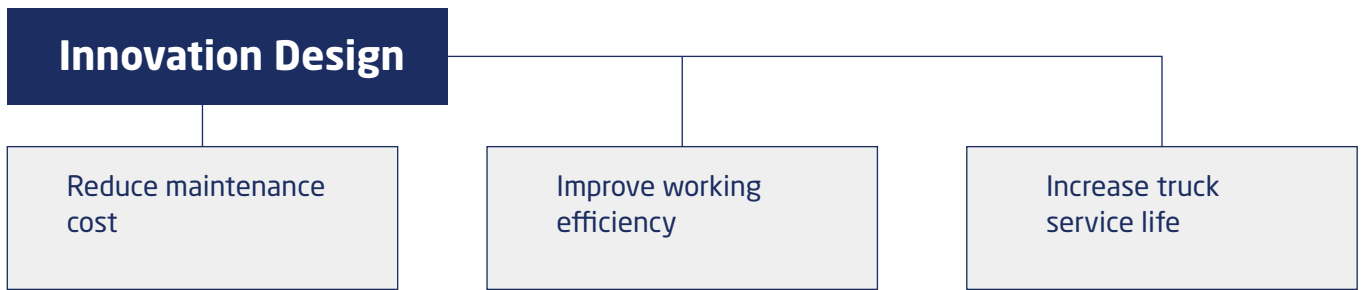 Innovation Design
Reduce maintenance
cost
Improve working
efficiency
Increase truck
service life